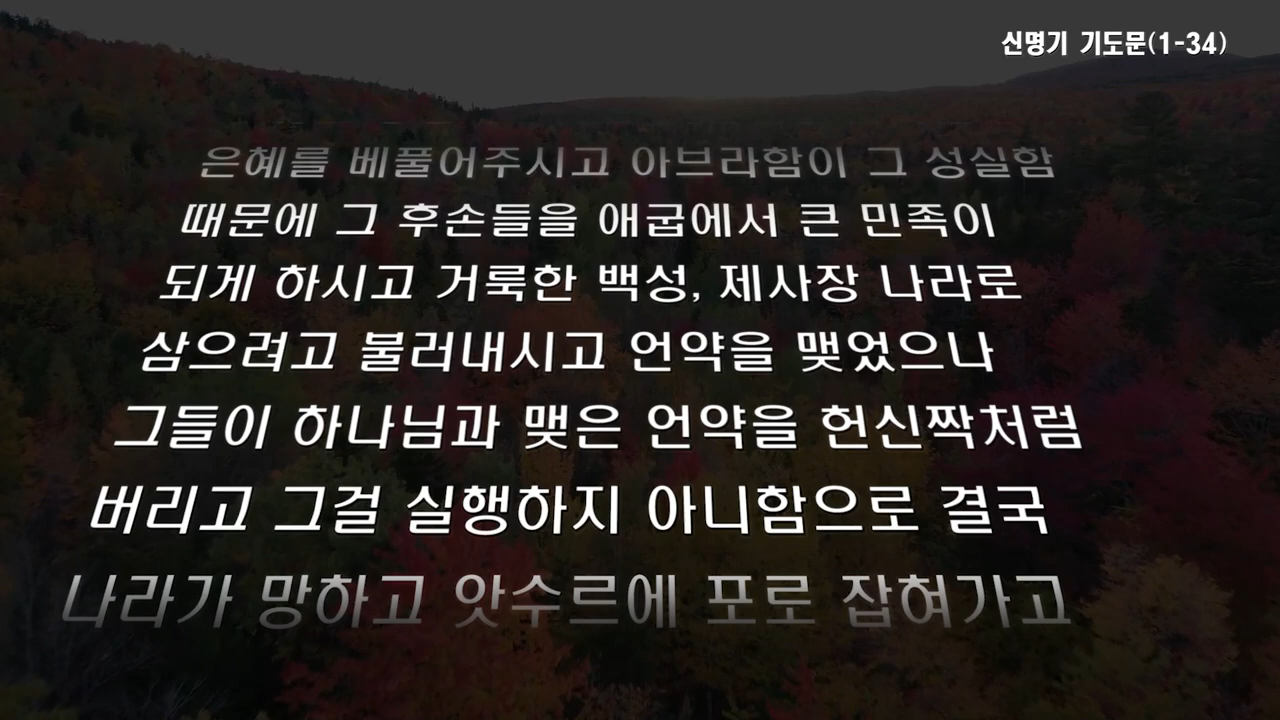 신명기 기도문(1-34)
은혜를 베풀어주시고 아브라함이 그 성실함
때문에 그 후손들을 애굽에서 큰 민족이
되게 하시고 거룩한 백성, 제사장 나라로
삼으려고 불러내시고 언약을 맺었으나
그들이 하나님과 맺은 언약을 헌신짝처럼
버리고 그걸 실행하지 아니함으로 결국
나라가 망하고 앗수르에 포로 잡혀가고